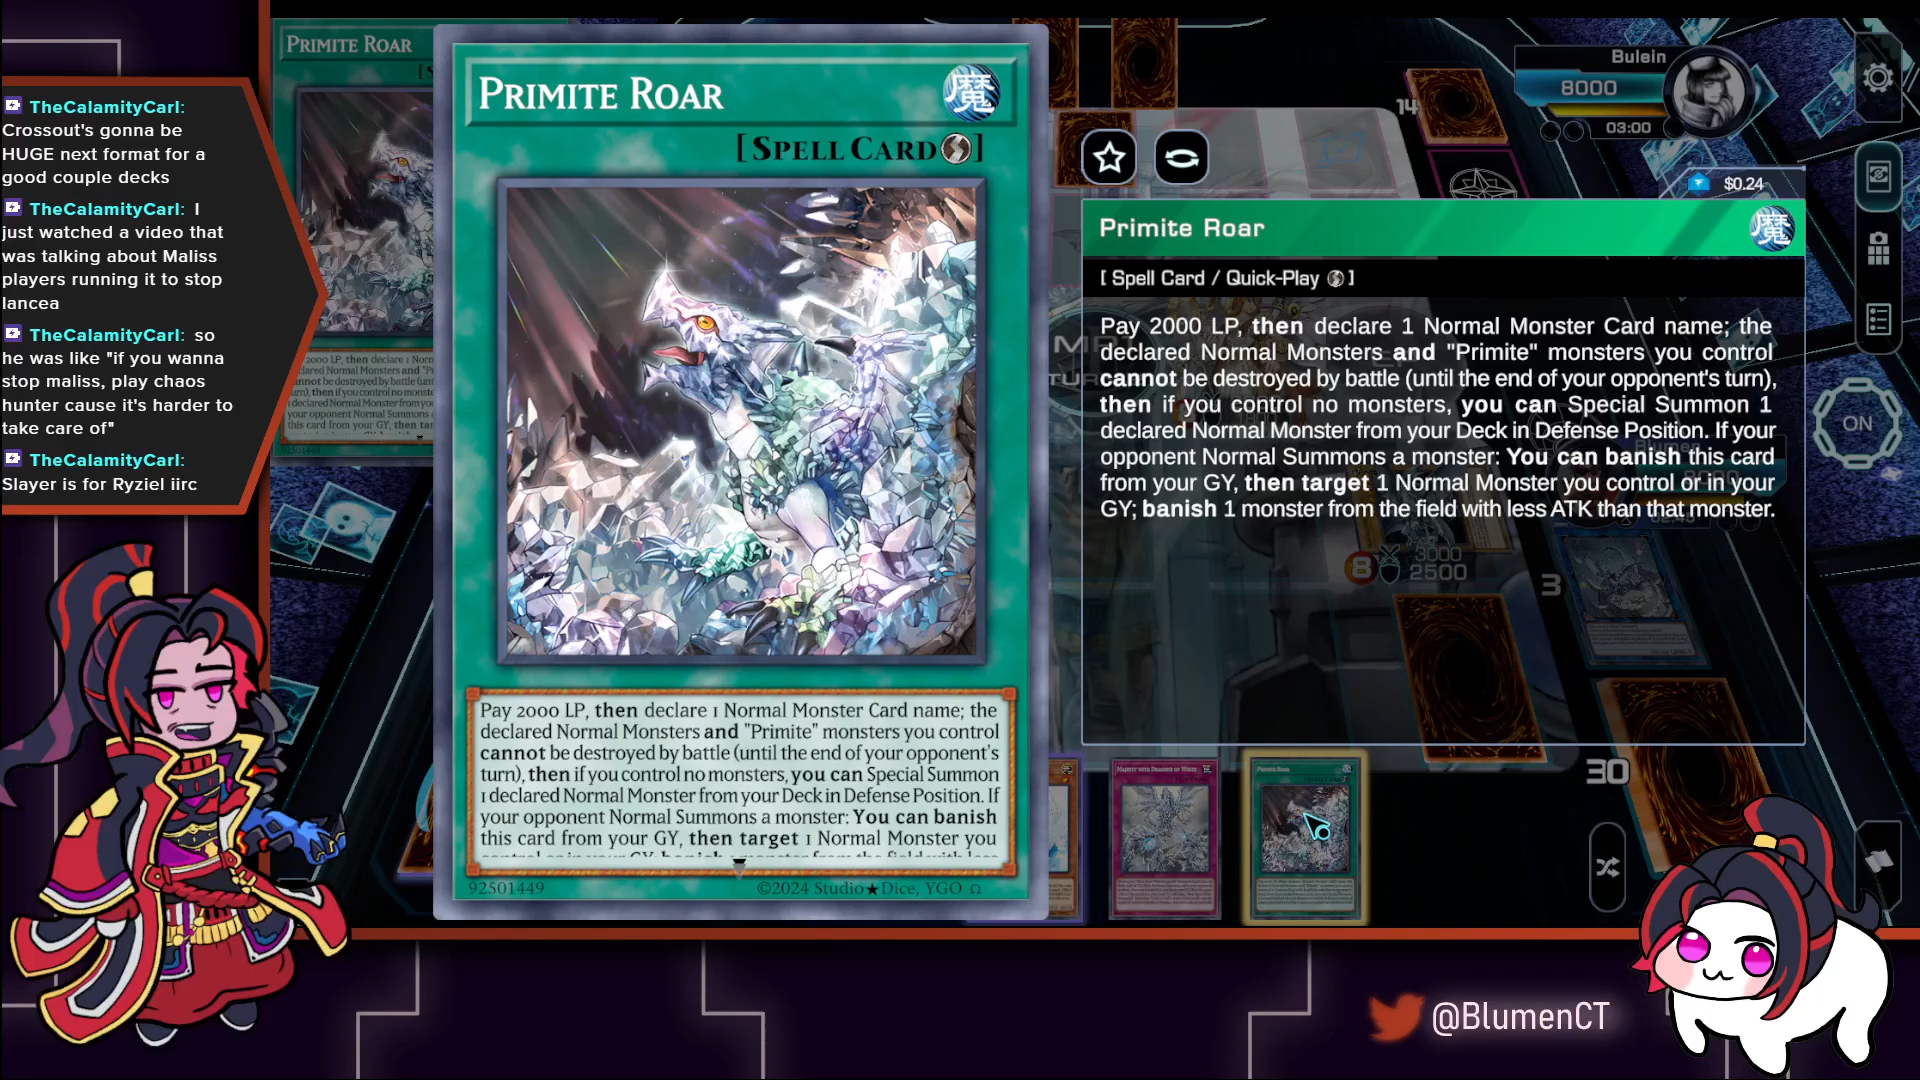 TheCalamityCarl:
Crossout's gonna be
HUGE next format for a
good couple decks
TheCalamityCarl: I
just watched a video that
was talking about Maliss
players running it to stop
lancea
TheCalamityCarl: so
he was like "if you wanna
stop maliss, play chaos
hunter cause it's harder to
take care of"
TheCalamityCarl:
Slayer is for Ryziel iirc
PRIMITE ROAR
PRIMITE ROAR
魔
[SPELL CARD]
Pay 2000 LP, then declare 1 Normal Monster Card name; the
declared Normal Monsters and "Primite" monsters you control
cannot be destroyed by battle (until the end of your opponent's
turn), then if you control no monsters, you can Special Summon
1 declared Normal Monster from your Deck in Defense Position. If
your opponent Normal Summons a monster: You can banish
this card from your GY, then target 1 Normal Monster you
92501449
©2024 Studio★Dice, YGO Ω
Bulein
8000
03:00
14
$0.24
Primite Roar
魔
[ Spell Card / Quick-Play ]
Pay 2000 LP, then declare 1 Normal Monster Card name; the
declared Normal Monsters and "Primite" monsters you control
cannot be destroyed by battle (until the end of your opponent's turn),
then if you control no monsters, you can Special Summon 1
declared Normal Monster from your Deck in Defense Position. If your
opponent Normal Summons a monster: You can banish this card
from your GY, then target 1 Normal Monster you control or in your
GY; banish 1 monster from the field with less ATK than that monster.
ON
8
3000
2500
3
30
MAJESTY WITH DRAGONS OF WHITE
PRIMITE ROAR
@BlumenCT